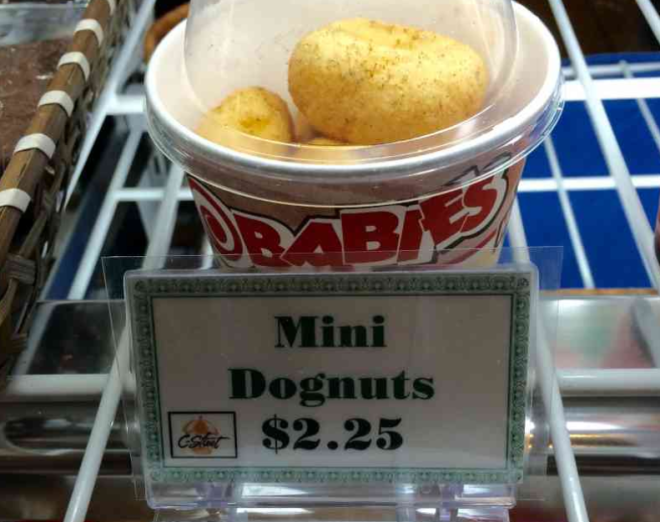 BABIES
Mini
Dognuts
$2.25